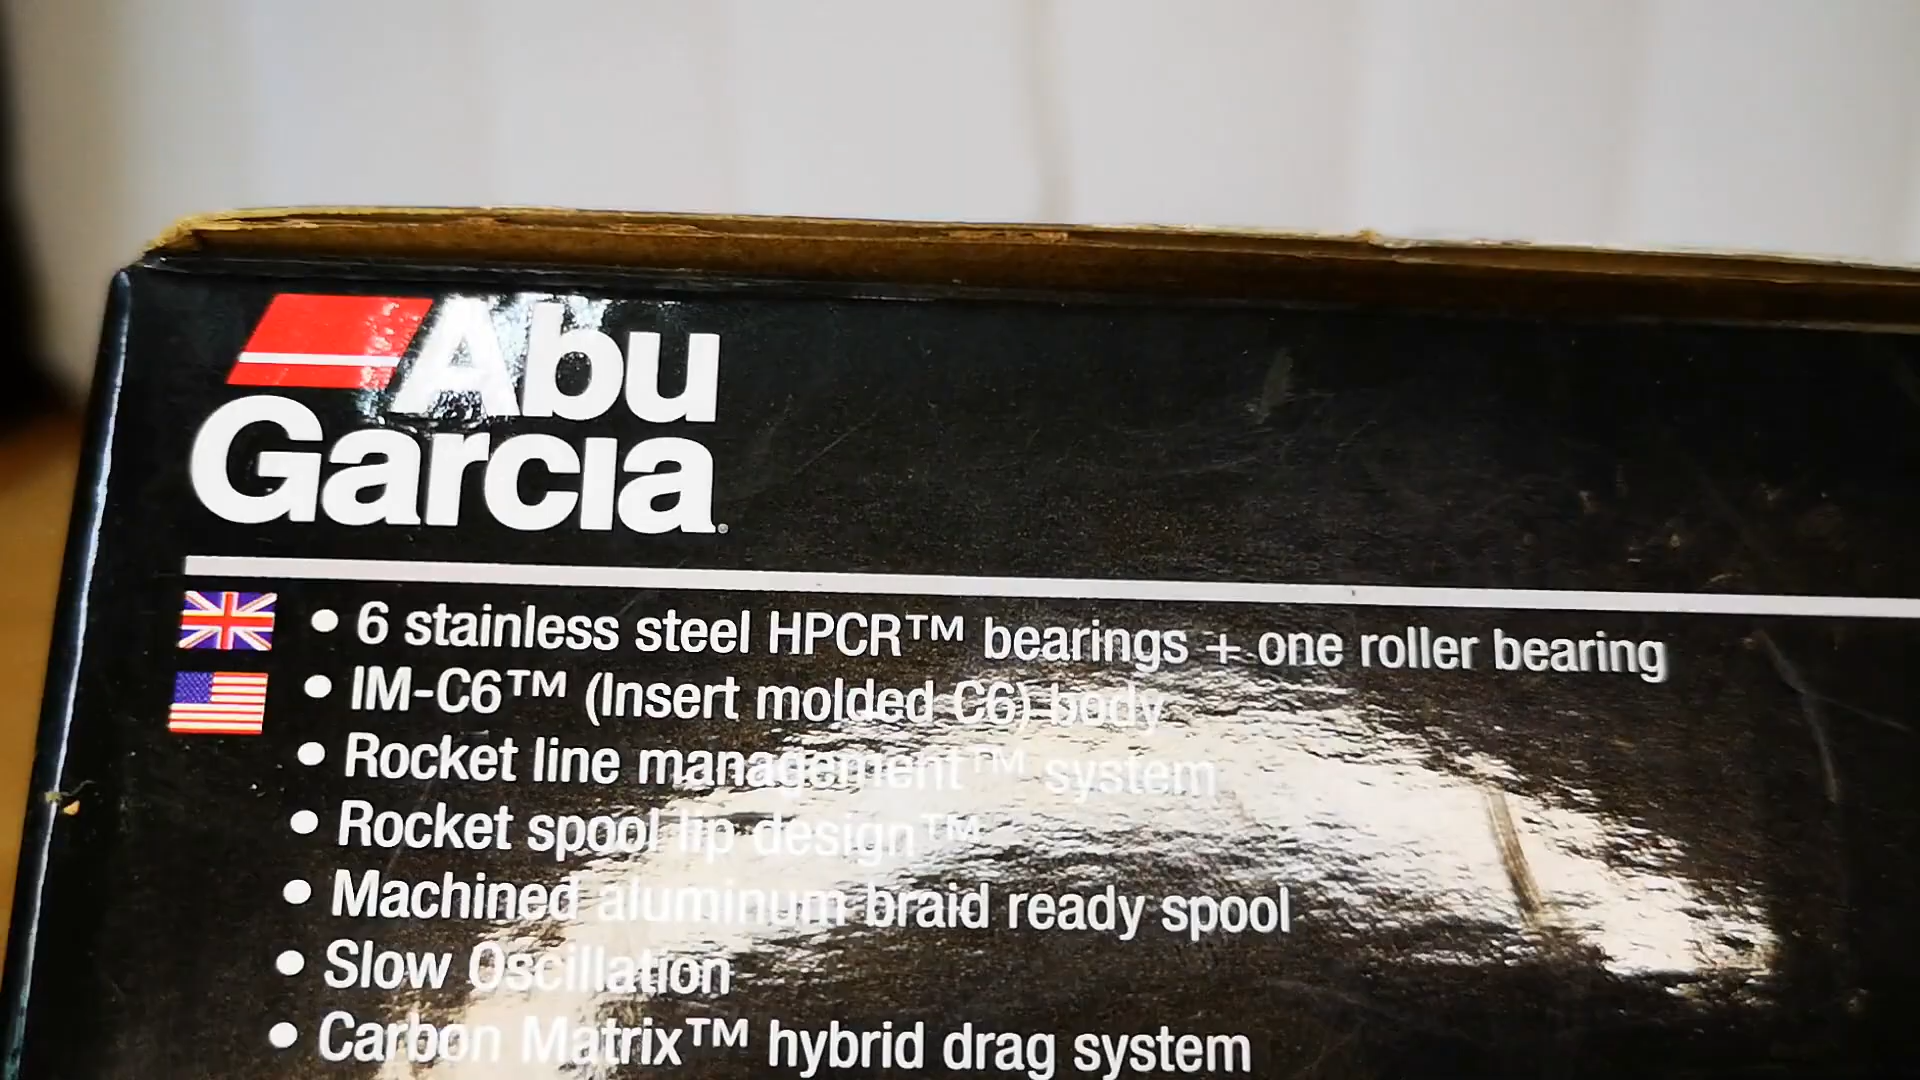 Abu
Garcia
• 6 stainless steel HPCR™ bearings + one roller bearing
• IM-C6™ (Insert molded C6) body
• Rocket line management™ system
• Rocket spool lip design™
• Machined aluminum braid ready spool
• Slow Oscillation
• Carbon Matrix™ hybrid drag system